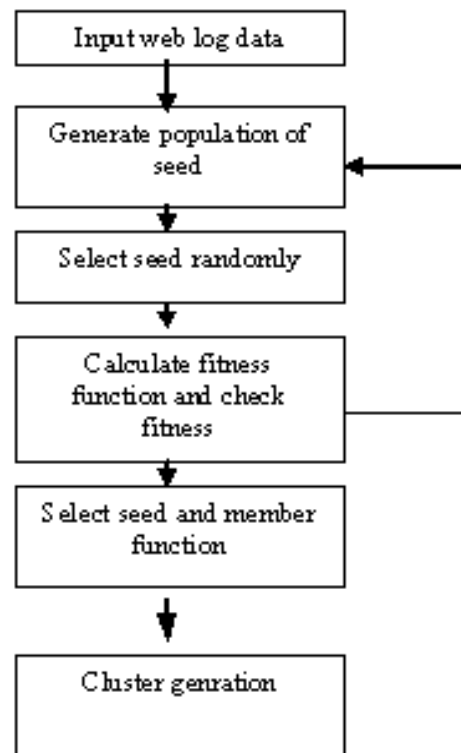 Input web log data
Generate population of
seed
Select seed randomly
Calculate fitness
function and check
fitness
Select seed and member
function
Cluster genration